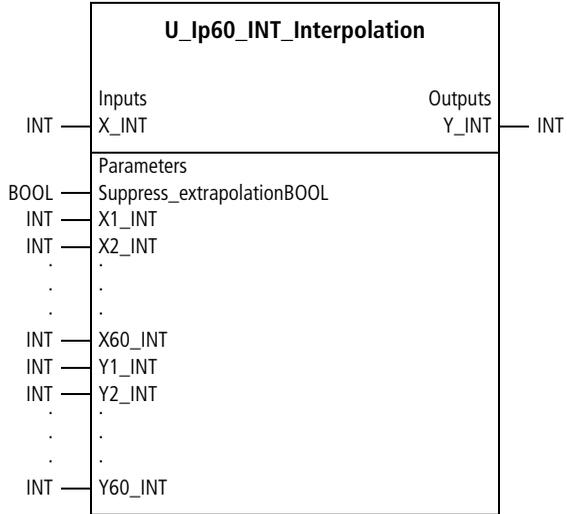 U_Ip60_INT_Interpolation
Inputs Outputs
INT X_INT Y_INT INT
Parameters
BOOL Suppress_extrapolationBOOL
INT X1_INT
INT X2_INT
. .
. .
. .
INT X60_INT
INT Y1_INT
INT Y2_INT
. .
. .
. .
INT Y60_INT